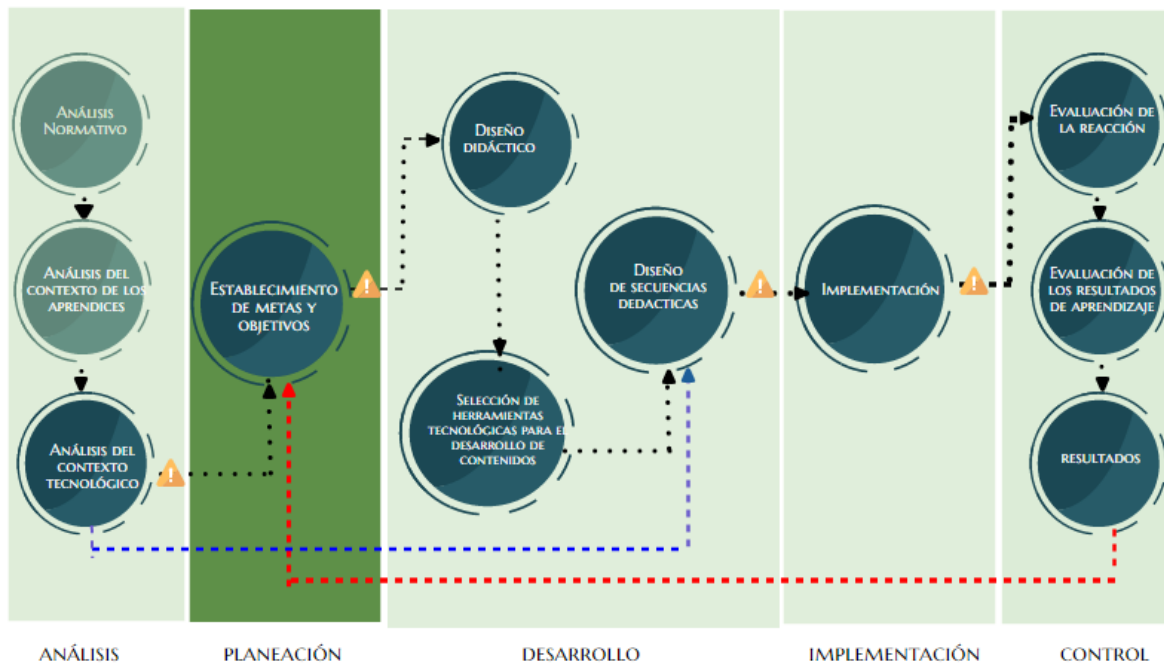 ANÁLISIS
NORMATIVO
ANÁLISIS DEL
CONTEXTO DE LOS
APRENDICES
ANÁLISIS DEL
CONTEXTO
TECNOLÓGICO
ESTABLECIMIENTO
DE METAS Y
OBJETIVOS
DISEÑO
DIDÁCTICO
SELECCIÓN DE
HERRAMIENTAS
TECNOLÓGICAS PARA EL
DESARROLLO DE
CONTENIDOS
DISEÑO
DE SECUENCIAS
DEDACTICAS
IMPLEMENTACIÓN
EVALUACIÓN DE
LA REACCIÓN
EVALUACIÓN DE
LOS RESULTADOS
DE APRENDIZAJE
RESULTADOS
ANÁLISIS
PLANEACIÓN
DESARROLLO
IMPLEMENTACIÓN
CONTROL